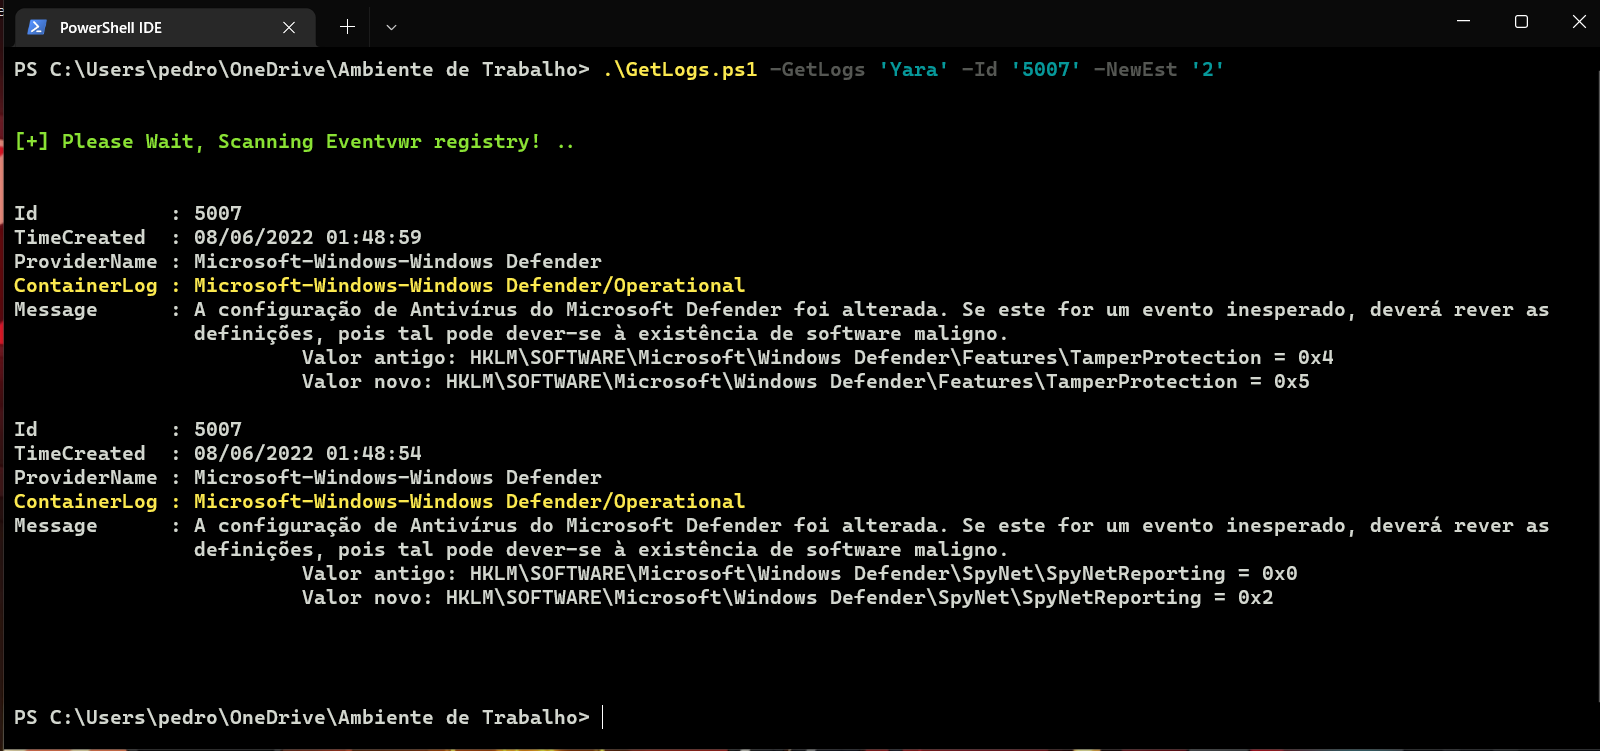 PowerShell IDE
PS C:\Users\pedro\OneDrive\Ambiente de Trabalho> .\GetLogs.ps1 -GetLogs 'Yara' -Id '5007' -NewEst '2'
[+] Please Wait, Scanning Eventvwr registry! ..
Id : 5007
TimeCreated : 08/06/2022 01:48:59
ProviderName : Microsoft-Windows-Windows Defender
ContainerLog : Microsoft-Windows-Windows Defender/Operational
Message : A configuração de Antivírus do Microsoft Defender foi alterada. Se este for um evento inesperado, deverá rever as
definições, pois tal pode dever-se à existência de software maligno.
Valor antigo: HKLM\SOFTWARE\Microsoft\Windows Defender\Features\TamperProtection = 0x4
Valor novo: HKLM\SOFTWARE\Microsoft\Windows Defender\Features\TamperProtection = 0x5
Id : 5007
TimeCreated : 08/06/2022 01:48:54
ProviderName : Microsoft-Windows-Windows Defender
ContainerLog : Microsoft-Windows-Windows Defender/Operational
Message : A configuração de Antivírus do Microsoft Defender foi alterada. Se este for um evento inesperado, deverá rever as
definições, pois tal pode dever-se à existência de software maligno.
Valor antigo: HKLM\SOFTWARE\Microsoft\Windows Defender\SpyNet\SpyNetReporting = 0x0
Valor novo: HKLM\SOFTWARE\Microsoft\Windows Defender\SpyNet\SpyNetReporting = 0x2
PS C:\Users\pedro\OneDrive\Ambiente de Trabalho>